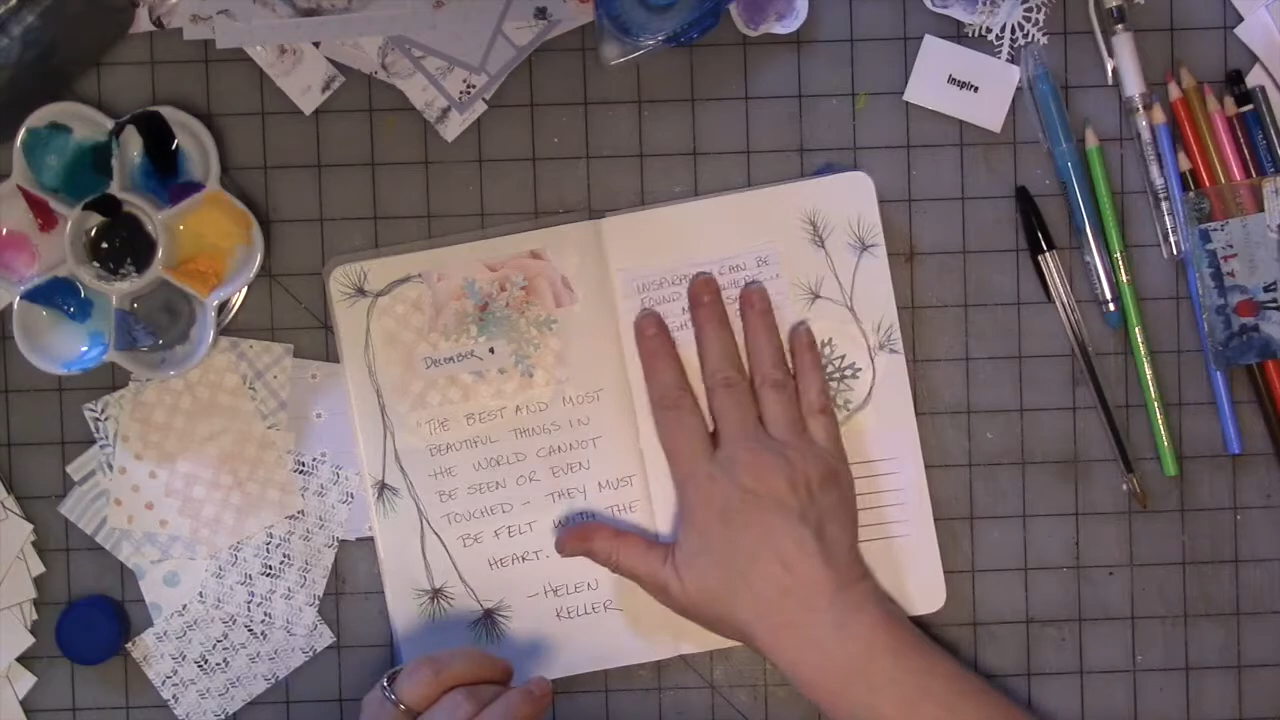 Inspire
DECEMBER 9
"THE BEST AND MOST
BEAUTIFUL THINGS IN
THE WORLD CANNOT
BE SEEN OR EVEN
TOUCHED - THEY MUST
BE FELT WITH THE
HEART.
-HELEN
KELLER
CAN BE
FOUND